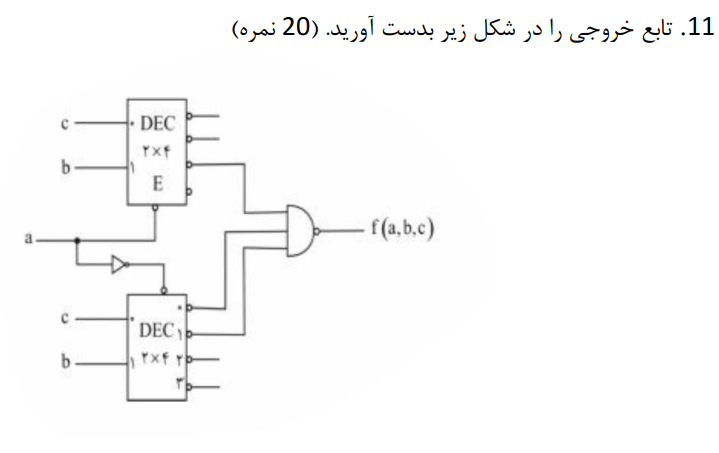 11. تابع خروجی را در شکل زیر بدست آورید. (20 نمره)
c
DEC
۲×۴
b
۱
E
a
f(a,b,c)
c
۰
DEC ۱
b
۱ ۲×۴ ۲
۳